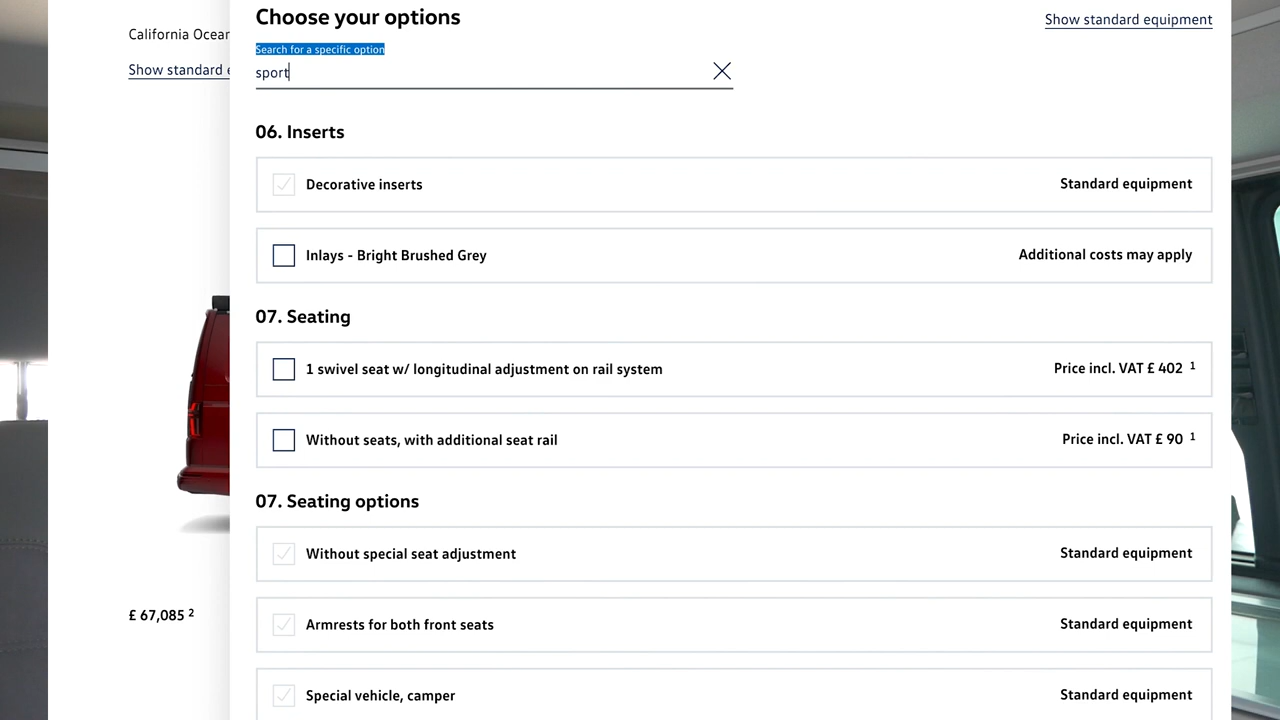 California Ocean
Show standard e
£ 67,085 2
Choose your options
Show standard equipment
Search for a specific option
sport
06. Inserts
Decorative inserts
Standard equipment
Inlays - Bright Brushed Grey
Additional costs may apply
07. Seating
1 swivel seat w/ longitudinal adjustment on rail system
Price incl. VAT £ 402 1
Without seats, with additional seat rail
Price incl. VAT £ 90 1
07. Seating options
Without special seat adjustment
Standard equipment
Armrests for both front seats
Standard equipment
Special vehicle, camper
Standard equipment